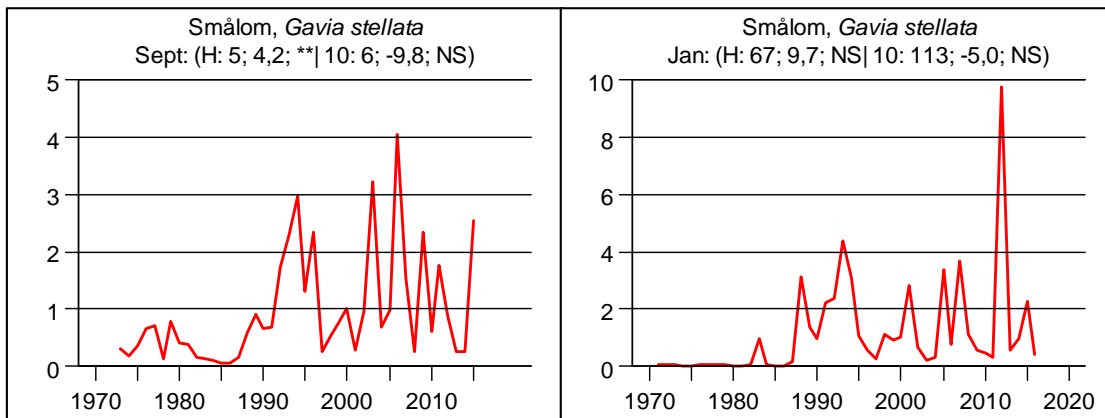 Smålom, Gavia stellata
Sept: (H: 5; 4,2; **| 10: 6; -9,8; NS)
5
4
3
2
1
0
1970 1980 1990 2000 2010
Smålom, Gavia stellata
Jan: (H: 67; 9,7; NS| 10: 113; -5,0; NS)
10
8
6
4
2
0
1970 1980 1990 2000 2010 2020